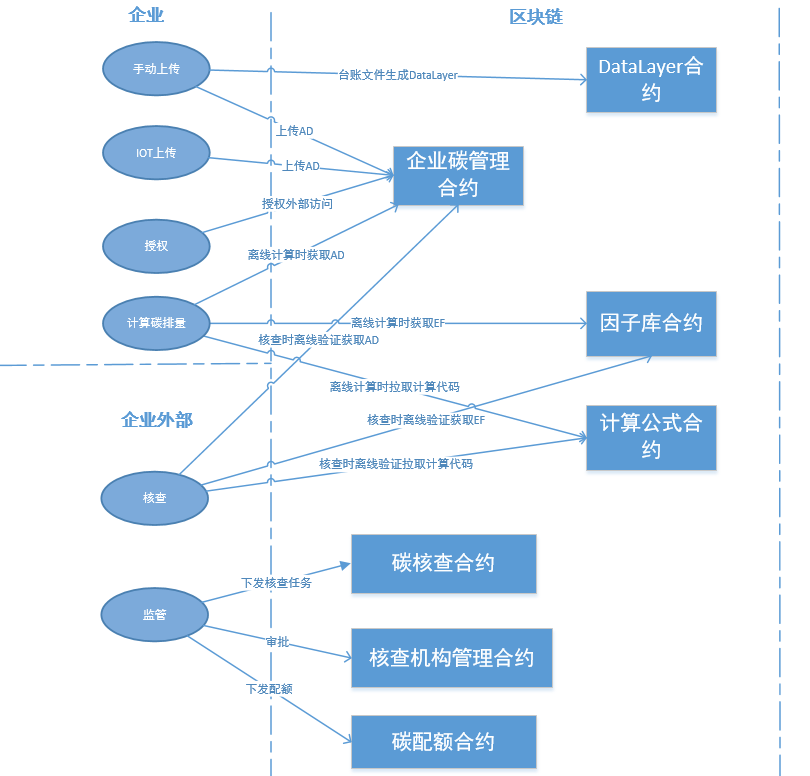 企业
区块链
手动上传
台账文件生成DataLayer
DataLayer合
约
上传AD
IOT上传
上传AD
企业碳管理
合约
授权外部访问
授权
离线计算时获取AD
计算碳排量
离线计算时获取EF
因子库合约
核查时离线验证获取AD
离线计算时拉取计算代码
企业外部
核查时离线验证获取EF
计算公式合
约
核查时离线验证拉取计算代码
核查
碳核查合约
下发核查任务
监管
审批
核查机构管理合约
下发配额
碳配额合约